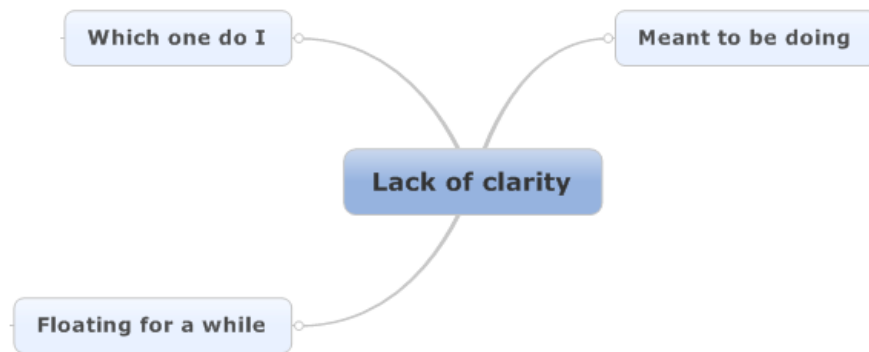 Which one do I
Meant to be doing
Lack of clarity
Floating for a while